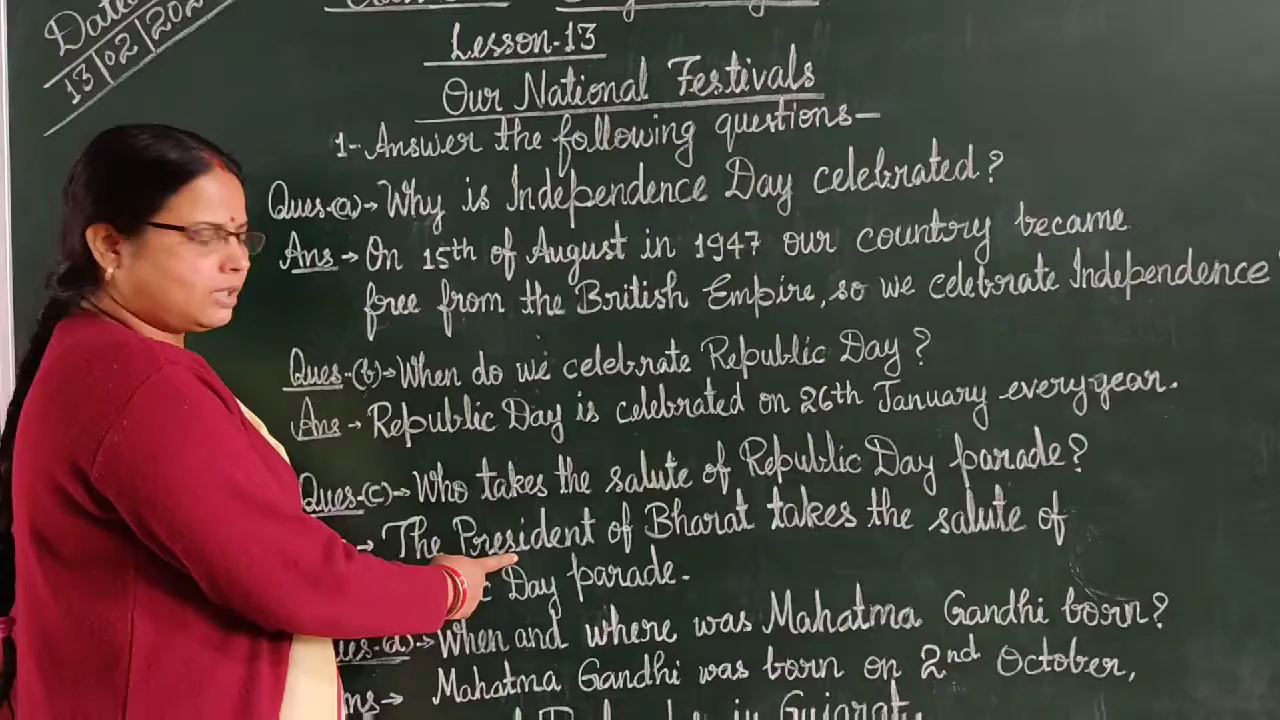 Date
13|02|202
Lesson-13
Our National Festivals
1- Answer the following questions-
Ques-(a)→ Why is Independence Day celebrated?
Ans → On 15th of August in 1947 our country became
free from the British Empire, so we celebrate Independence
Ques-(b)→ When do we celebrate Republic Day?
Ans → Republic Day is celebrated on 26th January every year.
Ques-(c)→ Who takes the salute of Republic Day parade?
→ The President of Bharat takes the salute of
c Day parade.
ues-(d)→ When and where was Mahatma Gandhi born?
ns → Mahatma Gandhi was born on 2nd October,
in Gujarat